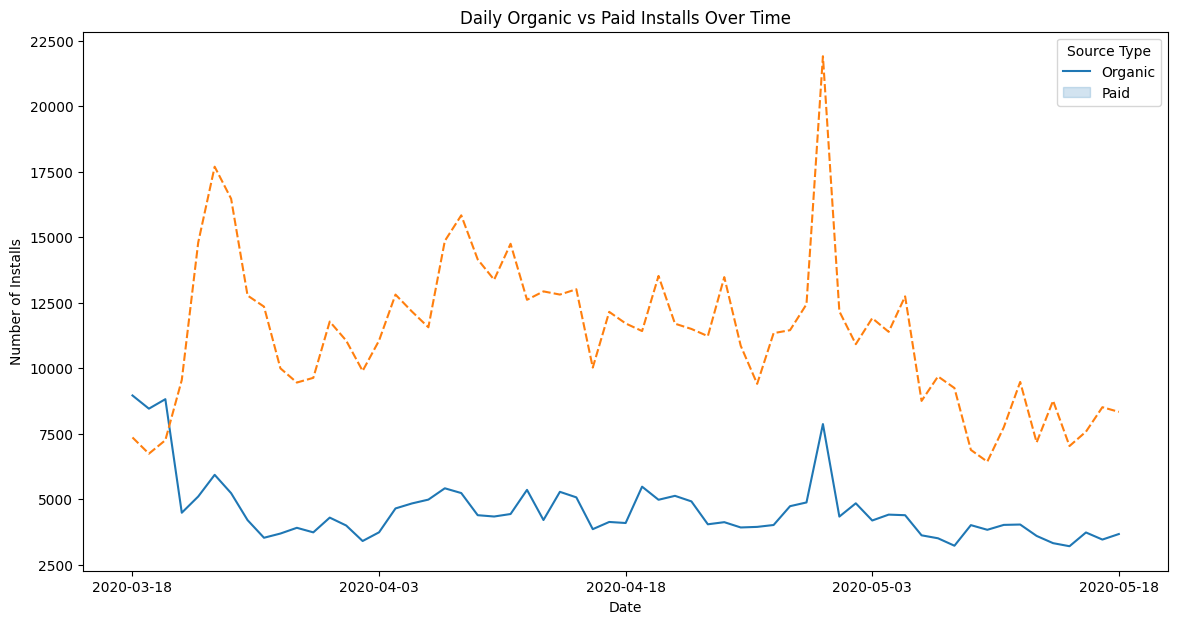 Daily Organic vs Paid Installs Over Time
Source Type
Organic
Paid
22500
20000
17500
15000
12500
10000
7500
5000
2500
Number of Installs
2020-03-18
2020-04-03
2020-04-18
2020-05-03
2020-05-18
Date